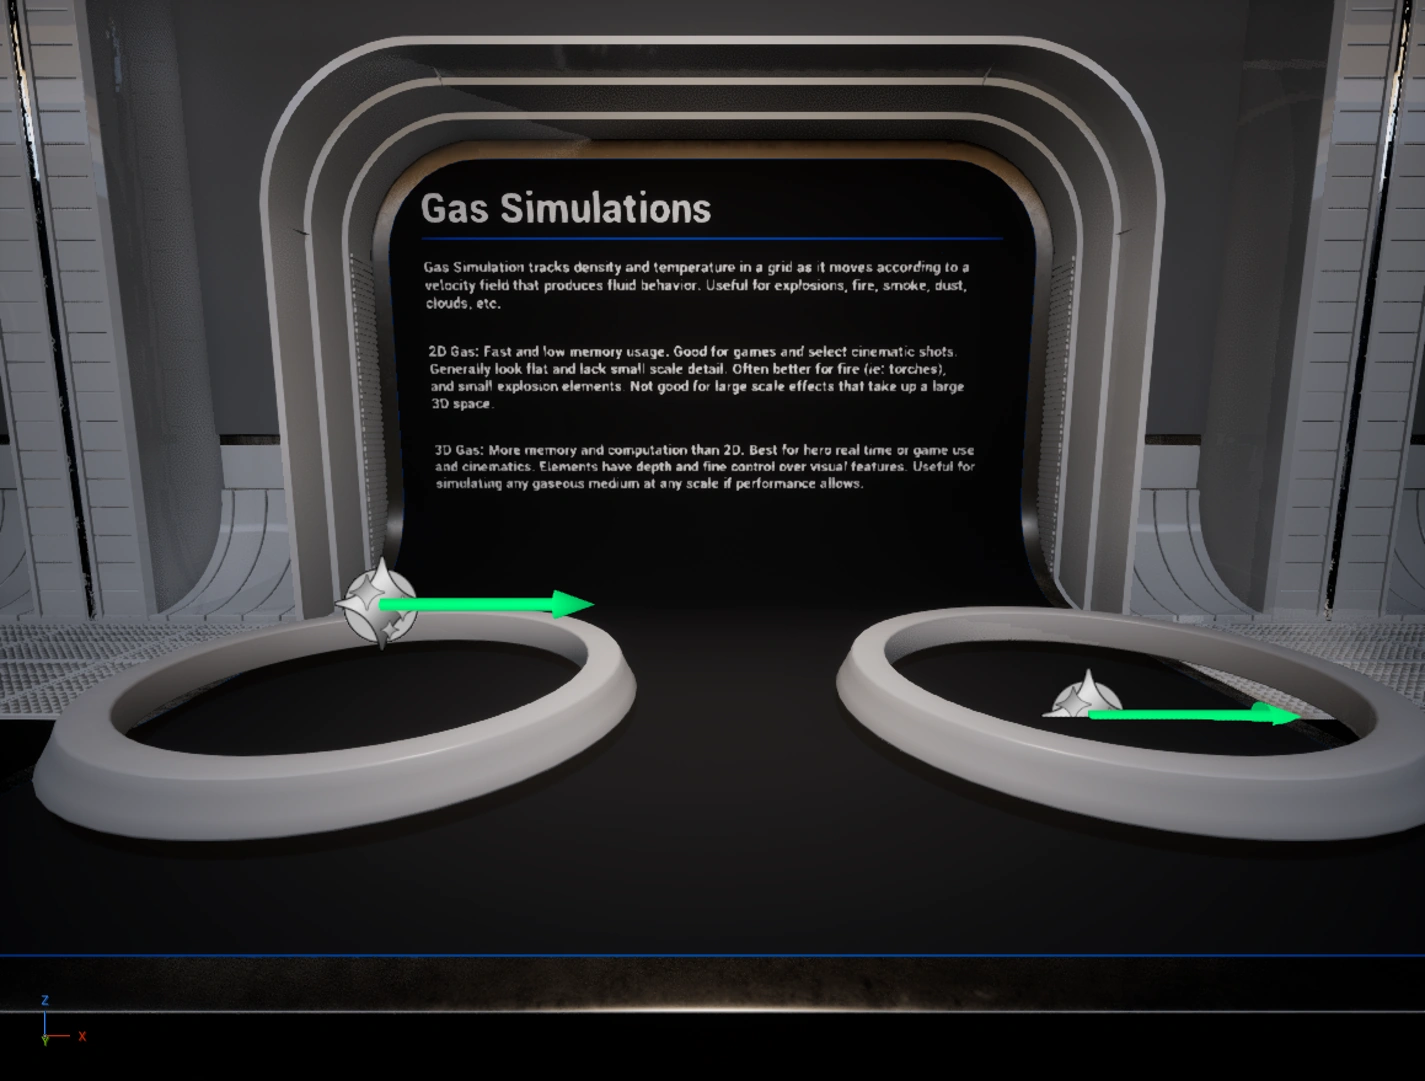 Gas Simulations
Gas Simulation tracks density and temperature in a grid as it moves according to a
velocity field that produces fluid behavior. Useful for explosions, fire, smoke, dust,
clouds, etc.
2D Gas: Fast and low memory usage. Good for games and select cinematic shots.
Generally look flat and lack small scale detail. Often better for fire (ie: torches),
and small explosion elements. Not good for large scale effects that take up a large
3D space.
3D Gas: More memory and computation than 2D. Best for hero real time or game use
and cinematics. Elements have depth and fine control over visual features. Useful for
simulating any gaseous medium at any scale if performance allows.
Z
X
Y